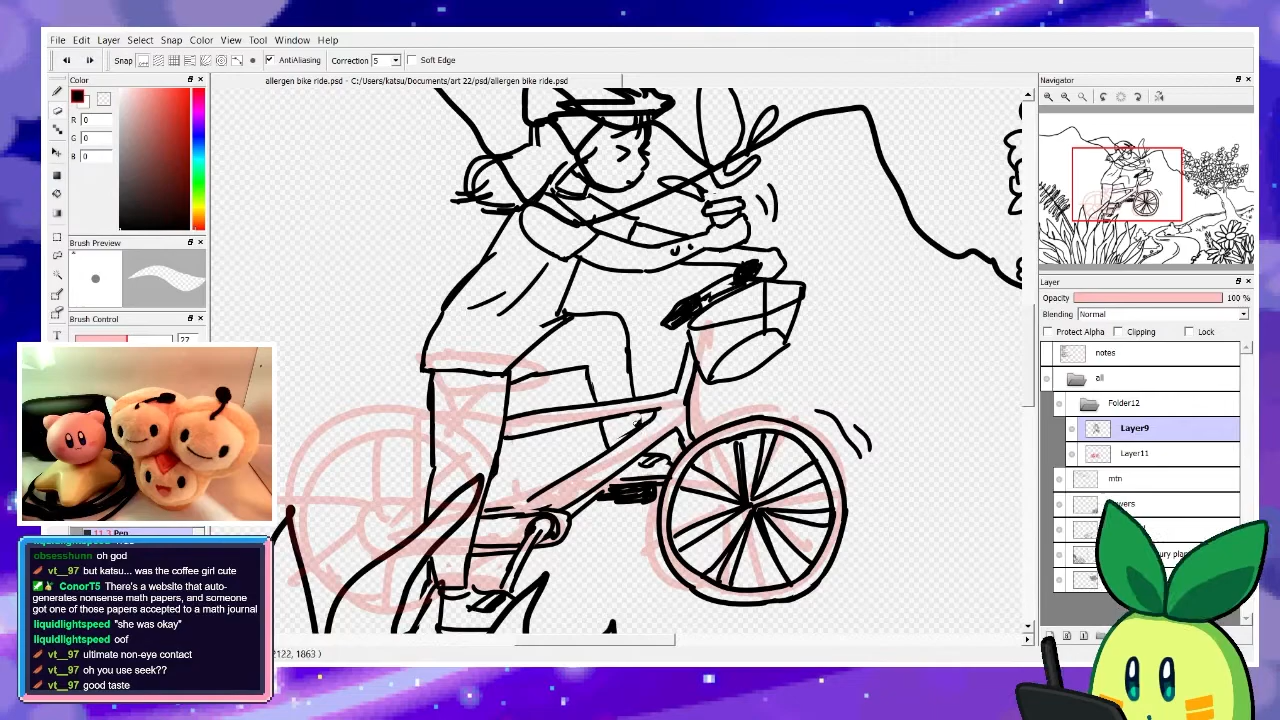 File Edit Layer Select Snap Color View Tool Window Help
Snap AntiAliasing Correction 5 Soft Edge
Color
allergen bike ride.psd - C:/Users/katsu/Documents/art 22/psd/allergen bike ride.psd
Navigator
R 0
G 0
B 0
Brush Preview
Brush Control
27
T
Layer
Opacity 100 %
Blending Normal
Protect Alpha Clipping Lock
notes
all
Folder12
Layer9
Layer11
mtn
Pen
obsesshunn oh god
vt__97 but katsu... was the coffee girl cute
ConorT5 There's a website that auto-
generates nonsense math papers, and someone
got one of those papers accepted to a math journal
liquidlightspeed "she was okay"
liquidlightspeed oof
vt__97 ultimate non-eye contact
vt__97 oh you use seek??
vt__97 good taste
2122, 1863 )